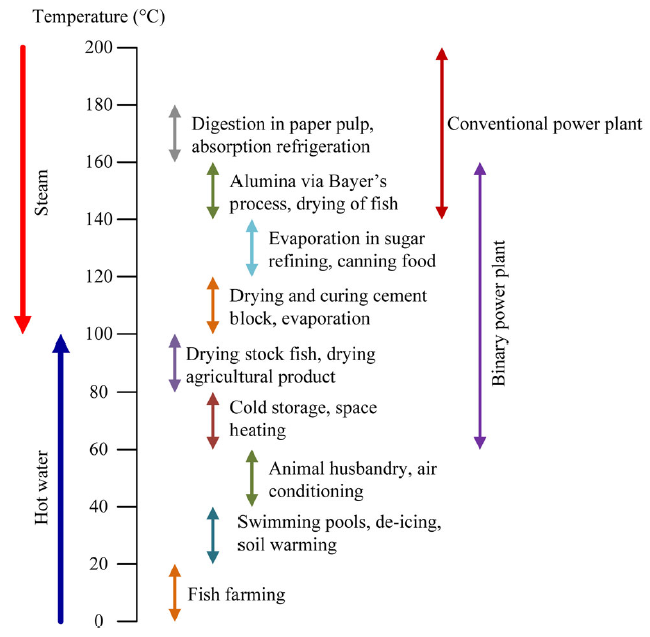 Temperature (°C)
200
180
160
140
120
100
80
60
40
20
0
Steam
Hot water
Digestion in paper pulp,
absorption refrigeration
Alumina via Bayer's
process, drying of fish
Evaporation in sugar
refining, canning food
Drying and curing cement
block, evaporation
Drying stock fish, drying
agricultural product
Cold storage, space
heating
Animal husbandry, air
conditioning
Swimming pools, de-icing,
soil warming
Fish farming
Conventional power plant
Binary power plant